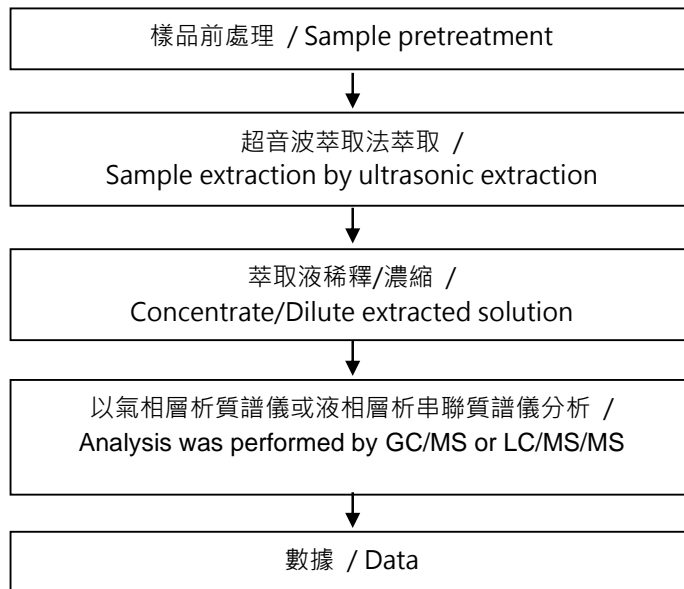 樣品前處理 / Sample pretreatment
超音波萃取法萃取 /
Sample extraction by ultrasonic extraction
萃取液稀釋/濃縮 /
Concentrate/Dilute extracted solution
以氣相層析質譜儀或液相層析串聯質譜儀分析 /
Analysis was performed by GC/MS or LC/MS/MS
數據 / Data